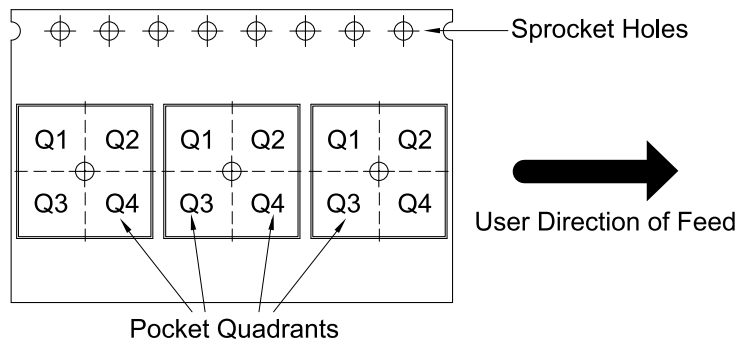 Sprocket Holes
Q1 Q2 Q1 Q2 Q1 Q2
Q3 Q4 Q3 Q4 Q3 Q4
User Direction of Feed
Pocket Quadrants